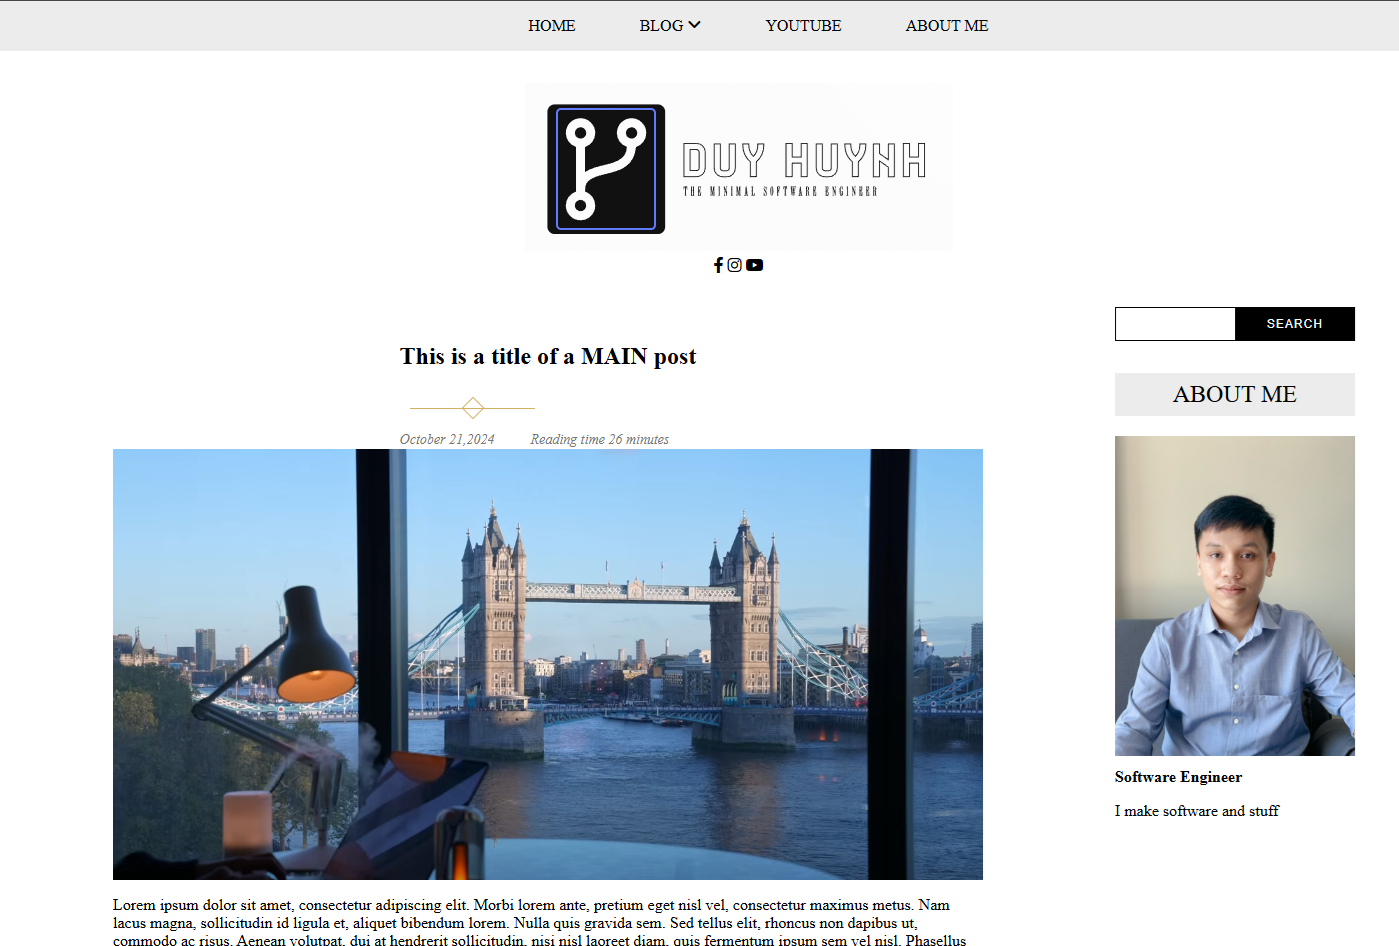 HOME BLOG YOUTUBE ABOUT ME
DUY HUYNH
THE MINIMAL SOFTWARE ENGINEER
SEARCH
This is a title of a MAIN post
October 21,2024 Reading time 26 minutes
ABOUT ME
Software Engineer
I make software and stuff
Lorem ipsum dolor sit amet, consectetur adipiscing elit. Morbi lorem ante, pretium eget nisl vel, consectetur maximus metus. Nam
lacus magna, sollicitudin id ligula et, aliquet bibendum lorem. Nulla quis gravida sem. Sed tellus elit, rhoncus non dapibus ut,
commodo ac risus. Aenean volutpat, dui at hendrerit sollicitudin, nisi nisl laoreet diam, quis fermentum ipsum sem vel nisl. Phasellus